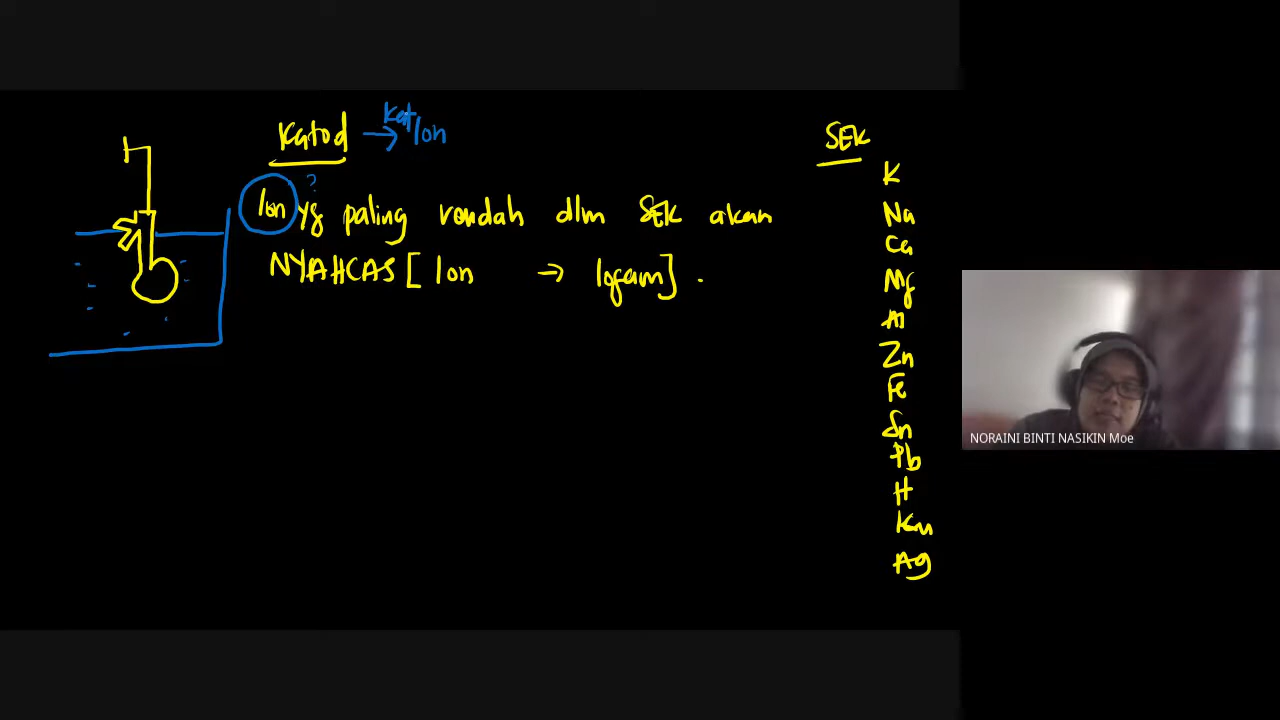 Katod → Kation
?
Ion yg paling rendah dlm SEK akan
NYAHCAS [ Ion → logam ] .
SEK
K
Na
Ca
Mg
Al
Zn
Fe
Sn
Pb
H
Ku
Ag
NORAINI BINTI NASIKIN Moe